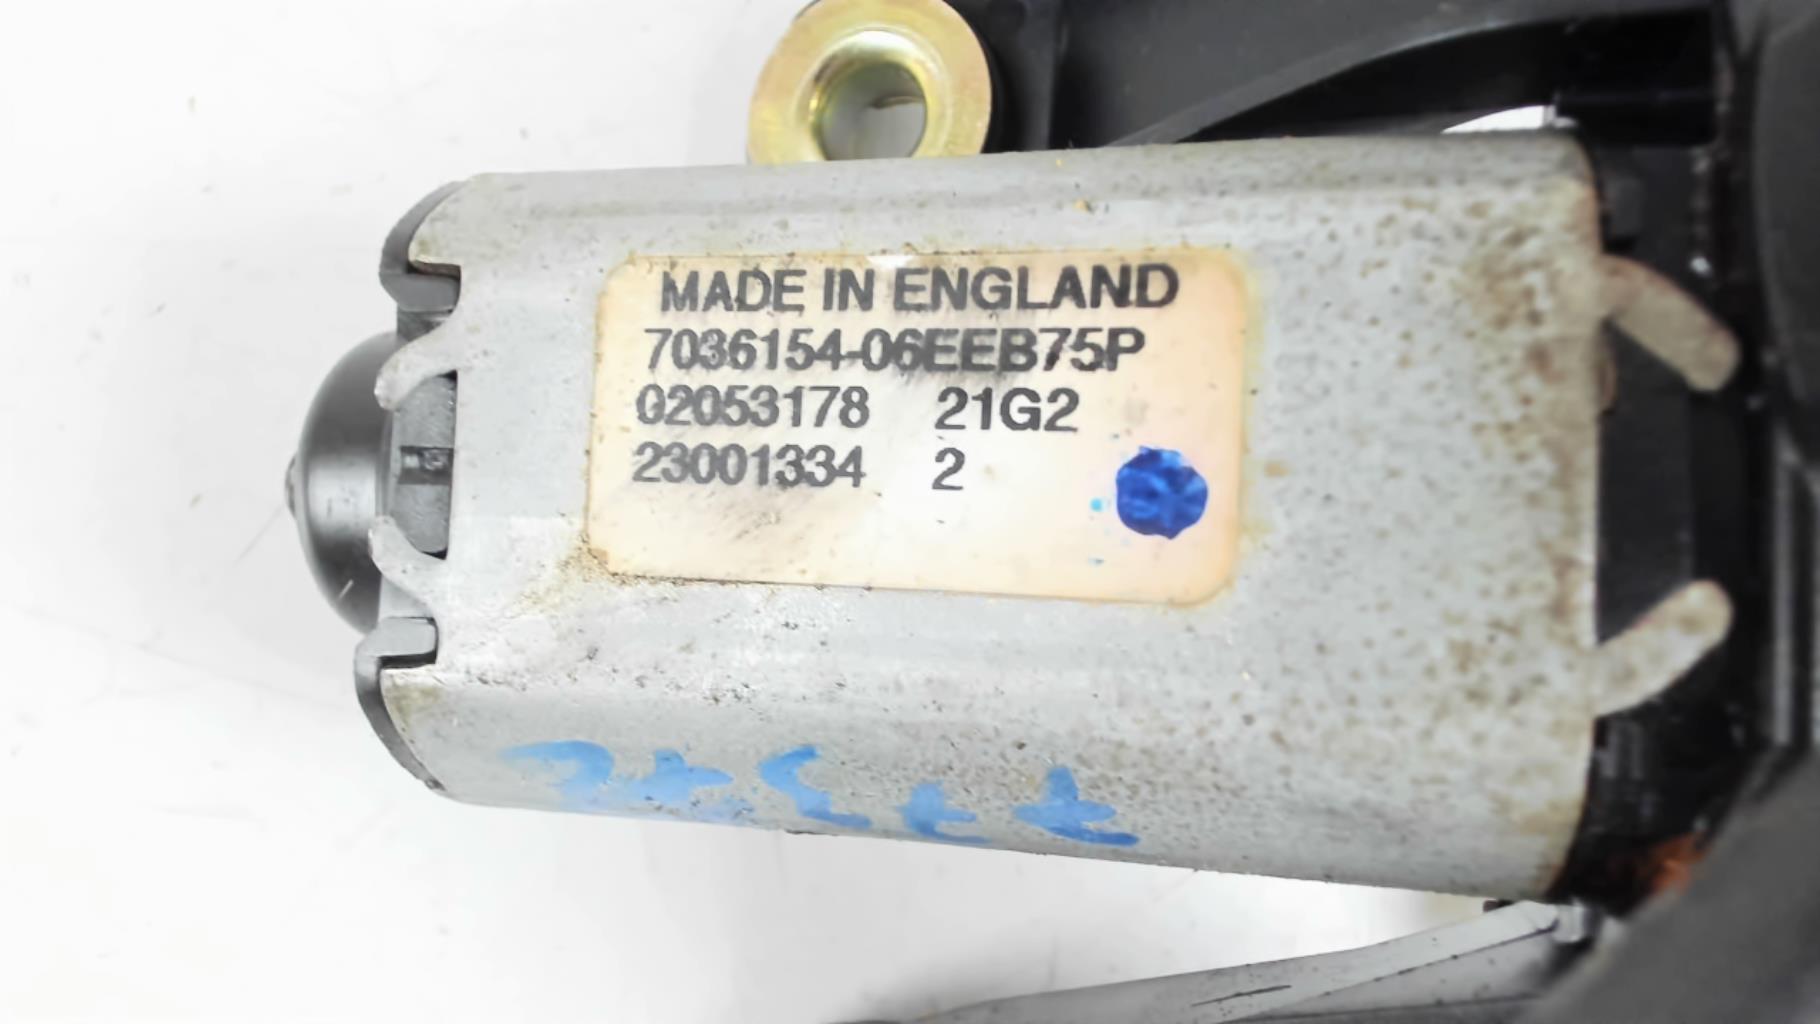 MADE IN ENGLAND
7036154-06EEB75P
02053178 21G2
23001334 2